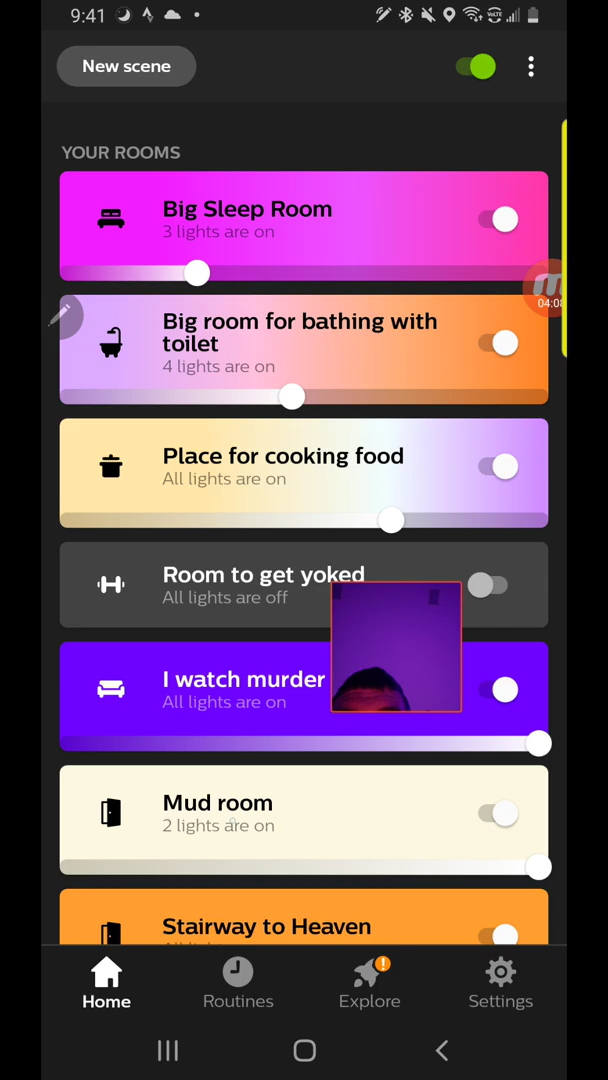 9:41
VoLTE
New scene
YOUR ROOMS
Big Sleep Room
3 lights are on
04:08
Big room for bathing with
toilet
4 lights are on
Place for cooking food
All lights are on
Room to get yoked
All lights are off
I watch murder
All lights are on
Mud room
2 lights are on
Stairway to Heaven
Home
Routines
Explore
Settings